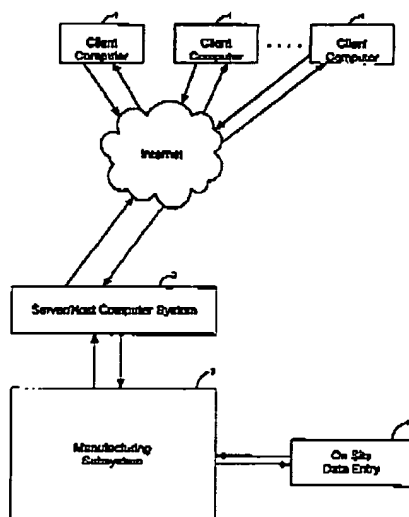 Client
Computer
Client
Computer
Client
Computer
Internet
Server/Host Computer System
Manufacturing
Subsystem
On Site
Data Entry